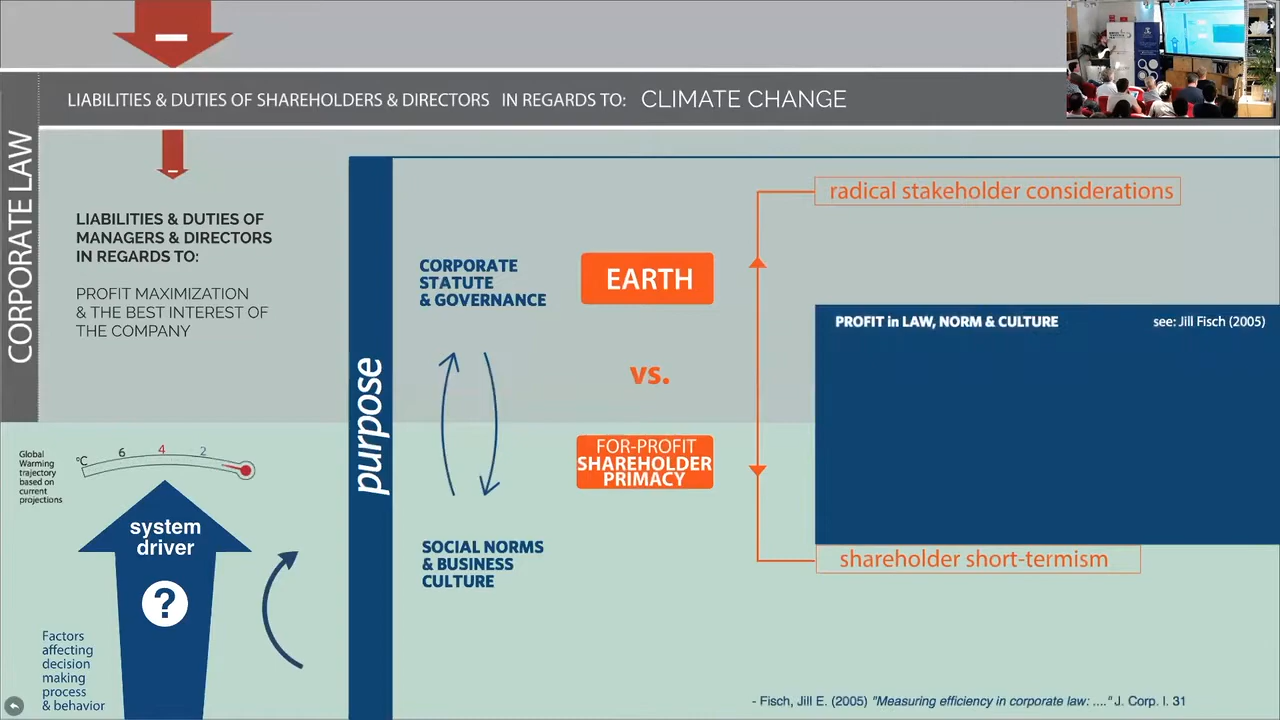 LIABILITIES & DUTIES OF SHAREHOLDERS & DIRECTORS IN REGARDS TO: CLIMATE CHANGE
CORPORATE LAW
LIABILITIES & DUTIES OF
MANAGERS & DIRECTORS
IN REGARDS TO:
PROFIT MAXIMIZATION
& THE BEST INTEREST OF
THE COMPANY
Global
Warming
trajectory
based on
current
projections
°C 6 4 2
system
driver
?
Factors
affecting
decision
making
process
& behavior
purpose
CORPORATE
STATUTE
& GOVERNANCE
SOCIAL NORMS
& BUSINESS
CULTURE
EARTH
vs.
FOR-PROFIT
SHAREHOLDER
PRIMACY
radical stakeholder considerations
PROFIT in LAW, NORM & CULTURE see: Jill Fisch (2005)
shareholder short-termism
- Fisch, Jill E. (2005) "Measuring efficiency in corporate law: ...." J. Corp. l. 31